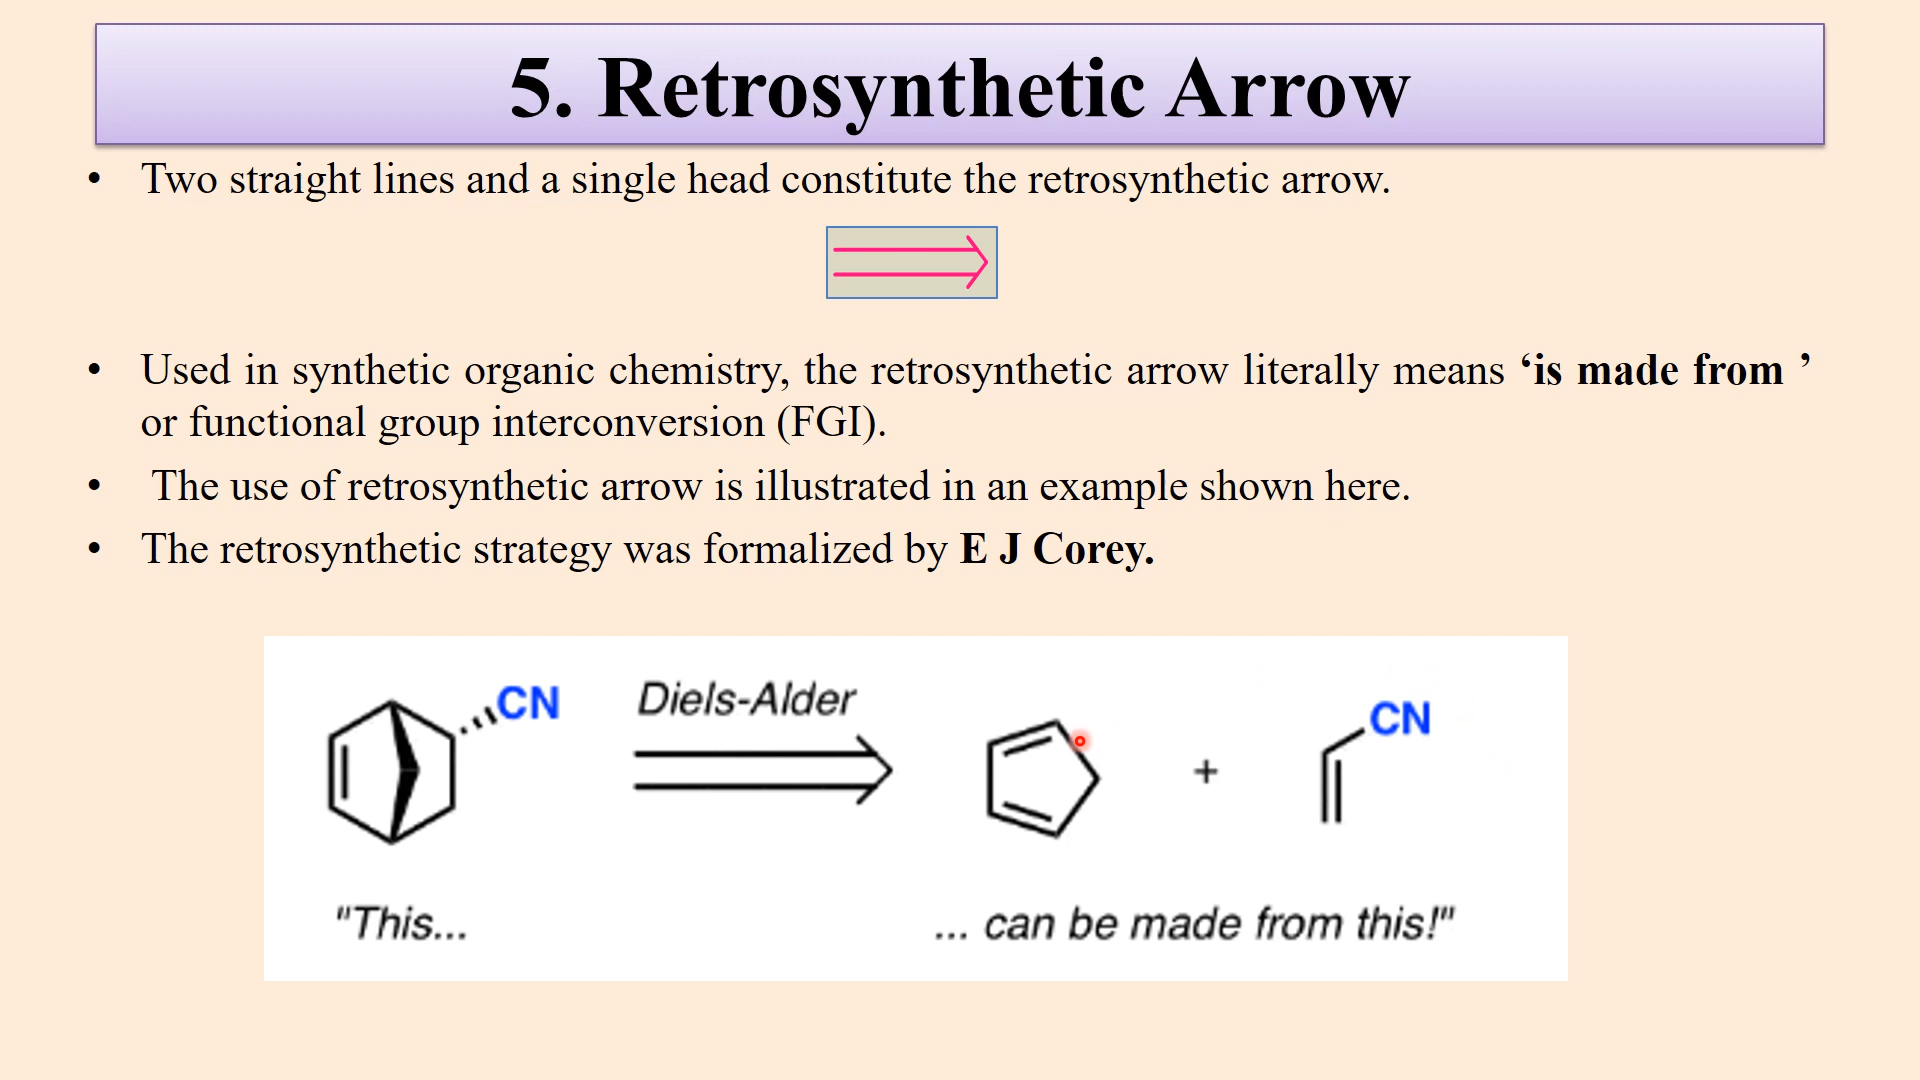 5. Retrosynthetic Arrow
• Two straight lines and a single head constitute the retrosynthetic arrow.
• Used in synthetic organic chemistry, the retrosynthetic arrow literally means ‘is made from ’
or functional group interconversion (FGI).
• The use of retrosynthetic arrow is illustrated in an example shown here.
• The retrosynthetic strategy was formalized by E J Corey.
CN
Diels-Alder
+
CN
"This...
... can be made from this!"